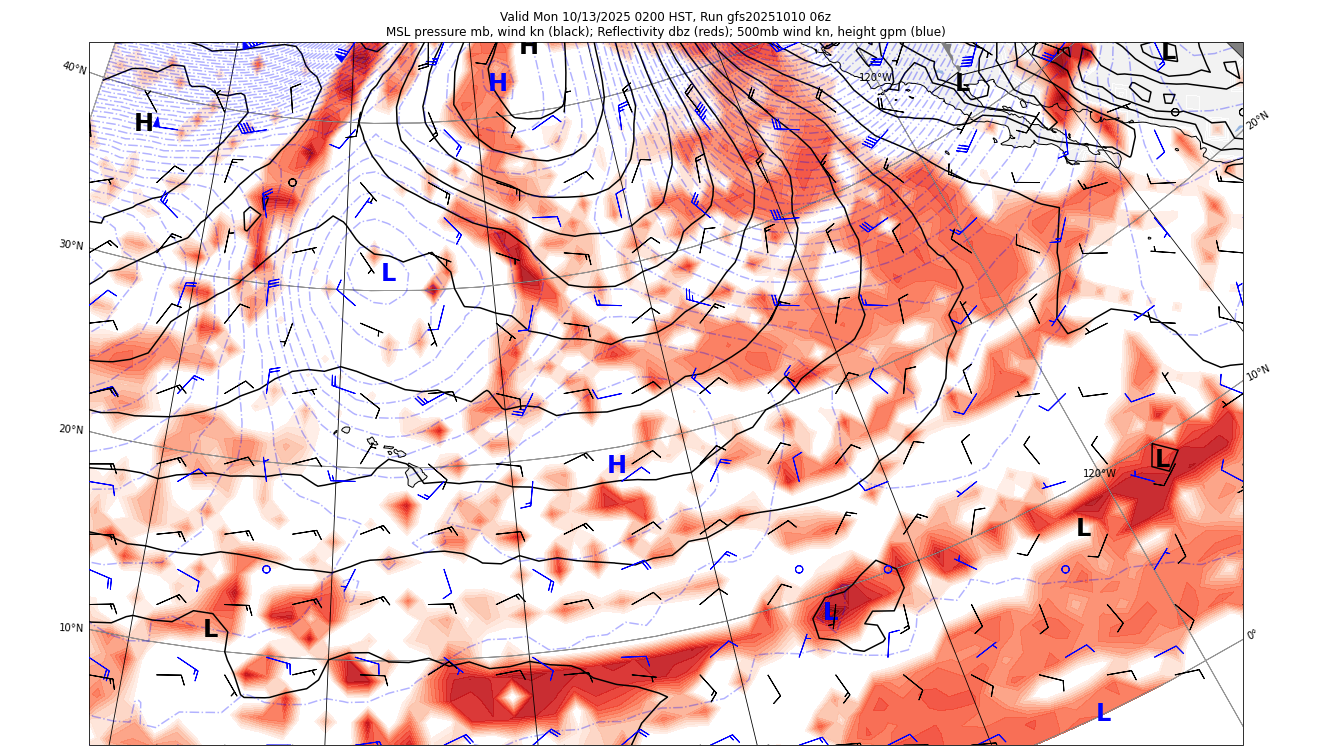 Valid Mon 10/13/2025 0200 HST, Run gfs20251010 06z
MSL pressure mb, wind kn (black); Reflectivity dbz (reds); 500mb wind kn, height gpm (blue)
H
L
40°N
H
120°W
L
H
20°N
30°N
L
10°N
20°N
H
L
120°W
L
10°N
L
L
0°
L